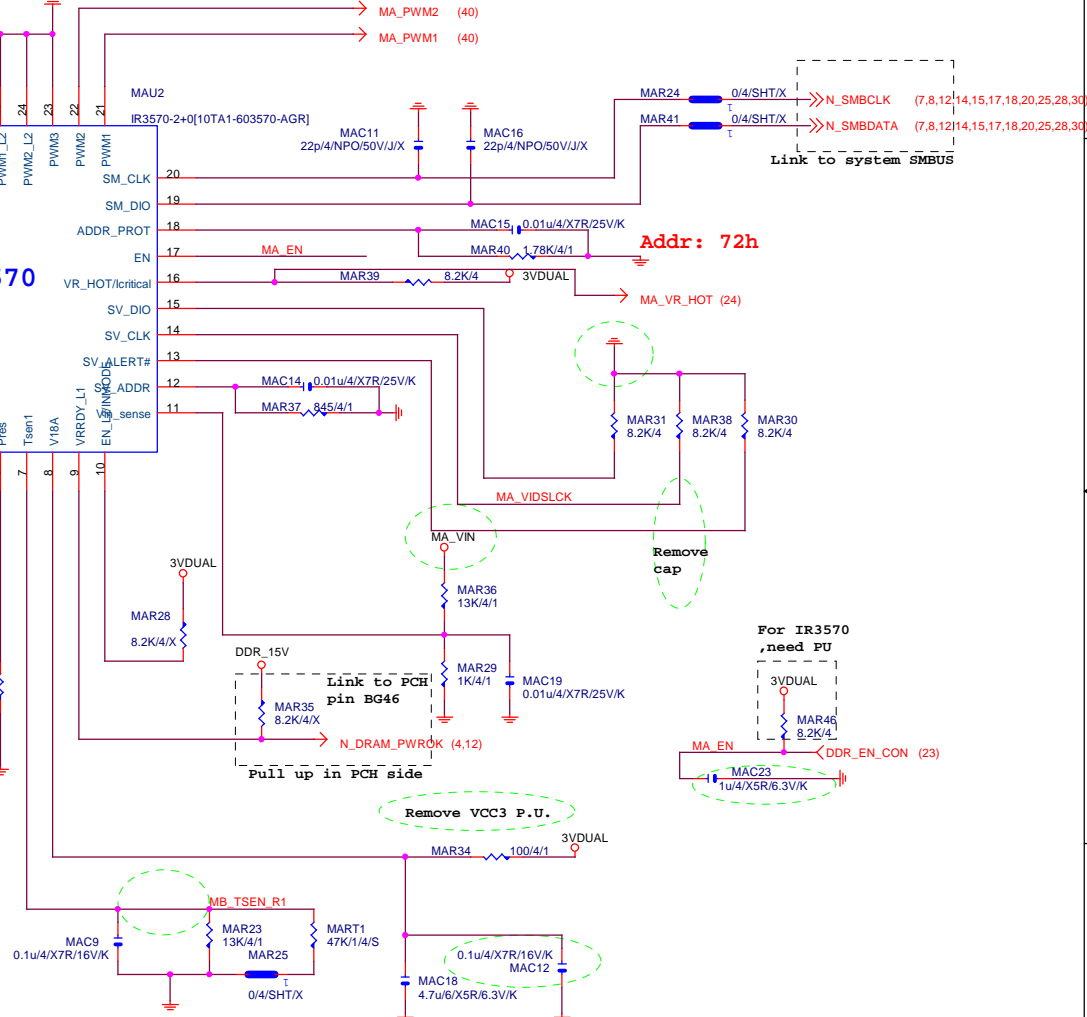 MA_PWM2 (40)
MA_PWM1 (40)
24
23
22
21
MAU2
IR3570-2+0[10TA1-603570-AGR]
PWM1_L2
PWM2_L2
PWM3
PWM2
PWM1
MAR24 0/4/SHT/X
1
N_SMBCLK (7,8,12,14,15,17,18,20,25,28,30)
MAR41 0/4/SHT/X
1
N_SMBDATA (7,8,12,14,15,17,18,20,25,28,30)
Link to system SMBUS
MAC11
22p/4/NPO/50V/J/X
MAC16
22p/4/NPO/50V/J/X
SM_CLK 20
SM_DIO 19
ADDR_PROT 18
MAC15 0.01u/4/X7R/25V/K
MAR40 1.78K/4/1
Addr: 72h
EN 17
MA_EN
570
VR_HOT/Icritical 16
MAR39 8.2K/4
3VDUAL
MA_VR_HOT (24)
SV_DIO 15
SV_CLK 14
SV_ALERT# 13
SV_ADDR 12
MAC14 0.01u/4/X7R/25V/K
MAR37 845/4/1
Vin_sense 11
Pres
Tsen1
V18A
VRRDY_L1
EN_L2/INMODE
7
8
9
10
MAR31
8.2K/4
MAR38
8.2K/4
MAR30
8.2K/4
MA_VIDSLCK
MA_VIN
Remove
cap
3VDUAL
MAR28
8.2K/4/X
MAR36
13K/4/1
DDR_15V
MAR29
1K/4/1
MAC19
0.01u/4/X7R/25V/K
Link to PCH
pin BG46
MAR35
8.2K/4/X
N_DRAM_PWROK (4,12)
Pull up in PCH side
For IR3570
,need PU
3VDUAL
MAR46
8.2K/4
MA_EN
DDR_EN_CON (23)
MAC23
1u/4/X5R/6.3V/K
Remove VCC3 P.U.
3VDUAL
MAR34 100/4/1
MB_TSEN_R1
MAC9
0.1u/4/X7R/16V/K
MAR23
13K/4/1
MAR25
1
0/4/SHT/X
MART1
47K/1/4/S
0.1u/4/X7R/16V/K
MAC12
MAC18
4.7u/6/X5R/6.3V/K